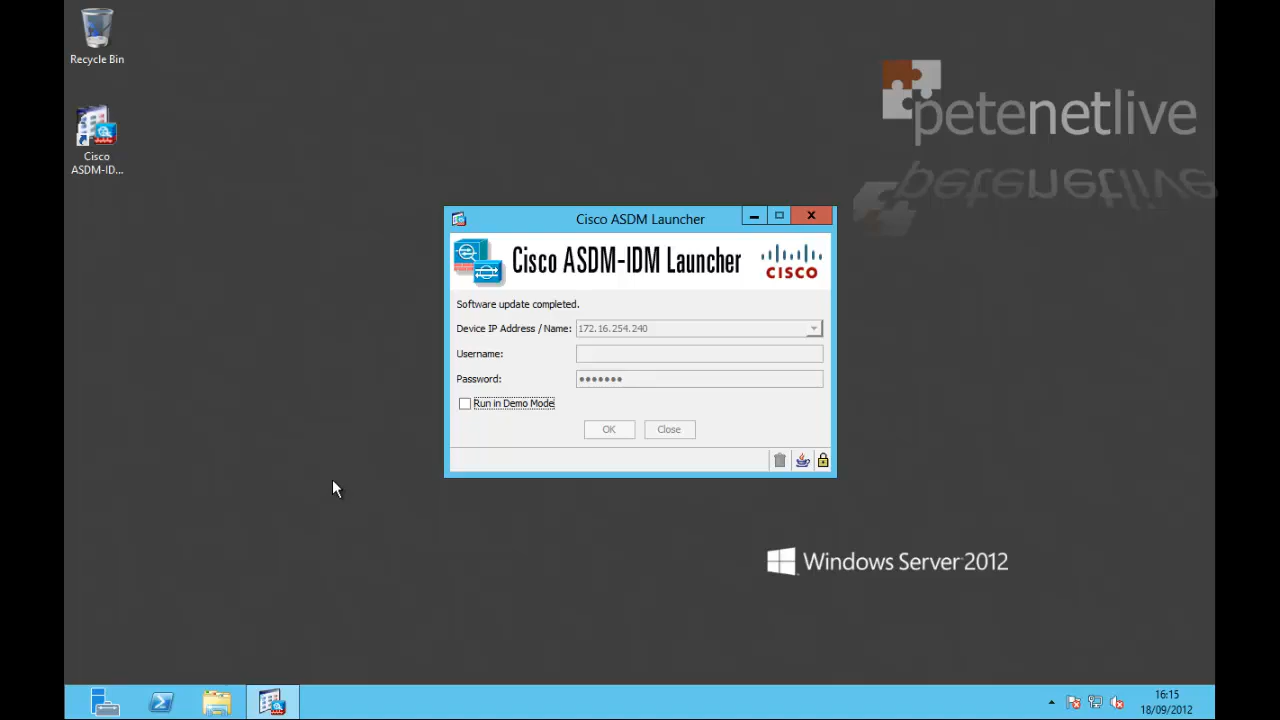 Recycle Bin
Cisco
ASDM-ID...
petenetlive
petenetlive
Cisco ASDM Launcher
Cisco ASDM-IDM Launcher
CISCO
Software update completed.
Device IP Address / Name: 172.16.254.240
Username:
Password: •••••••
Run in Demo Mode
OK Close
Windows Server 2012
16:15
18/09/2012